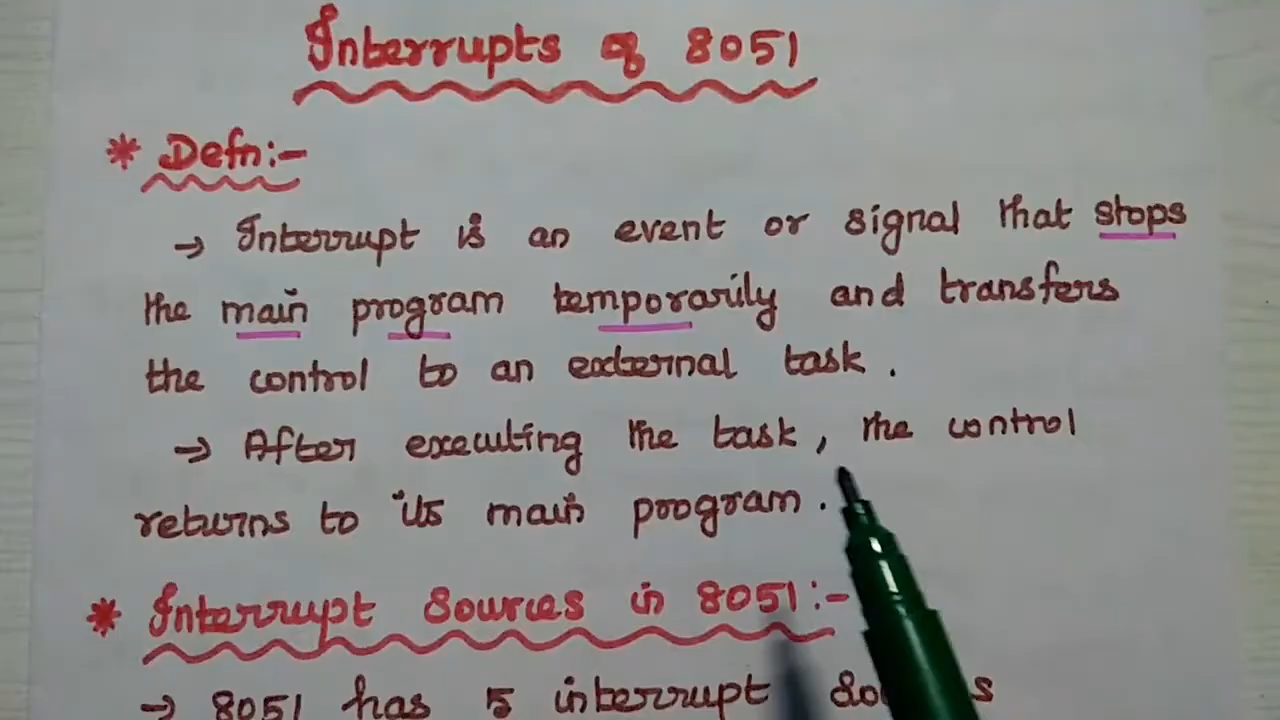 Interrupts of 8051
* Defn:-
→ Interrupt is an event or signal that stops
the main program temporarily and transfers
the control to an external task.
→ After executing the task, the control
returns to its main program.
* Interrupt Sources in 8051:-
→ 8051 has 5 interrupt